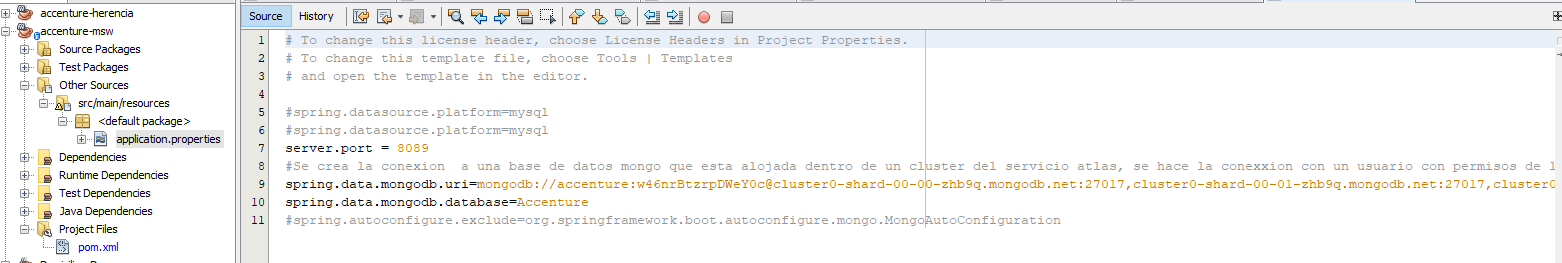 accenture-herencia
accenture-msw
Source Packages
Test Packages
Other Sources
src/main/resources
<default package>
application.properties
Dependencies
Runtime Dependencies
Test Dependencies
Java Dependencies
Project Files
pom.xml
Source History
1 # To change this license header, choose License Headers in Project Properties.
2 # To change this template file, choose Tools | Templates
3 # and open the template in the editor.
4
5 #spring.datasource.platform=mysql
6 #spring.datasource.platform=mysql
7 server.port = 8089
8 #Se crea la conexion  a una base de datos mongo que esta alojada dentro de un cluster del servicio atlas, se hace la conexxion con un usuario con permisos de l
9 spring.data.mongodb.uri=mongodb://accenture:w46nrBtzrpDWeY0c@cluster0-shard-00-00-zhb9q.mongodb.net:27017,cluster0-shard-00-01-zhb9q.mongodb.net:27017,cluster0
10 spring.data.mongodb.database=Accenture
11 #spring.autoconfigure.exclude=org.springframework.boot.autoconfigure.mongo.MongoAutoConfiguration